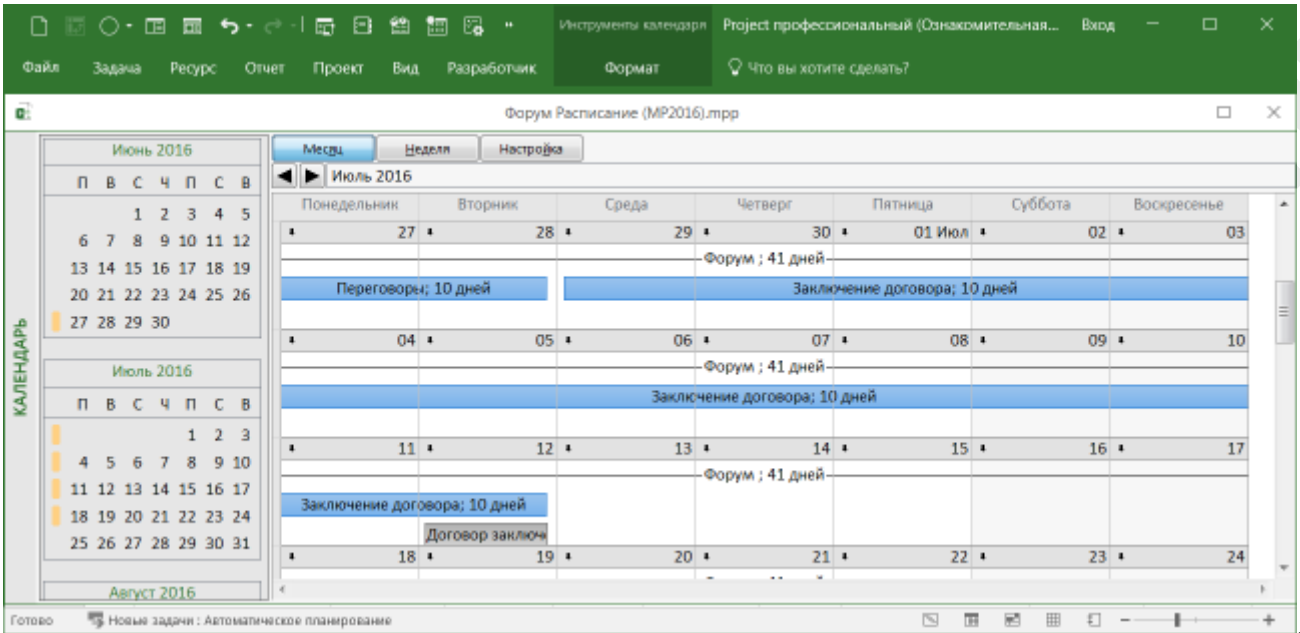 Инструменты календаря Project профессиональный (Ознакомительная... Вход
Файл Задача Ресурс Отчет Проект Вид Разработчик Формат Что вы хотите сделать?
Форум Расписание (MP2016).mpp
КАЛЕНДАРЬ
Июнь 2016
П В С Ч П С В
1 2 3 4 5
6 7 8 9 10 11 12
13 14 15 16 17 18 19
20 21 22 23 24 25 26
27 28 29 30
Июль 2016
П В С Ч П С В
1 2 3
4 5 6 7 8 9 10
11 12 13 14 15 16 17
18 19 20 21 22 23 24
25 26 27 28 29 30 31
Август 2016
Месяц Неделя Настройка
Июль 2016
Понедельник Вторник Среда Четверг Пятница Суббота Воскресенье
27 28 29 30 01 Июл 02 03
Форум ; 41 дней
Переговоры; 10 дней Заключение договора; 10 дней
04 05 06 07 08 09 10
Форум ; 41 дней
Заключение договора; 10 дней
11 12 13 14 15 16 17
Форум ; 41 дней
Заключение договора; 10 дней
Договор заключ
18 19 20 21 22 23 24
Готово Новые задачи : Автоматическое планирование